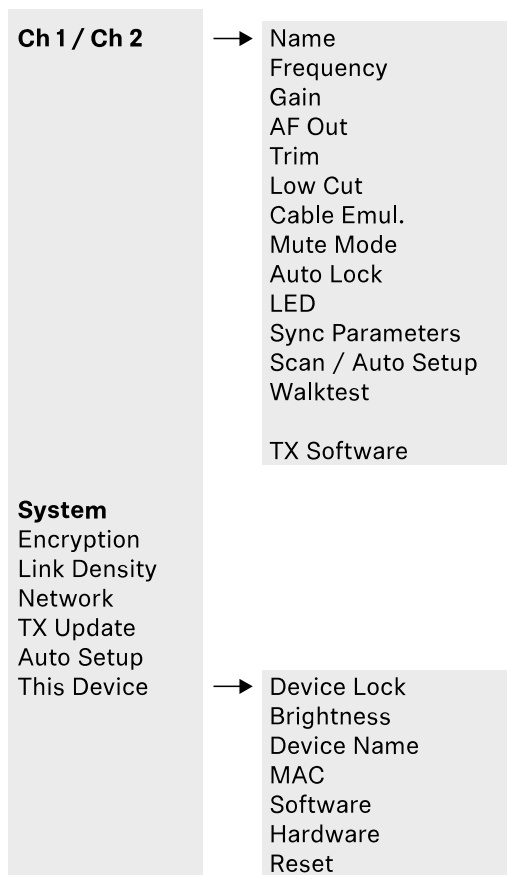 Ch 1 / Ch 2
Name
Frequency
Gain
AF Out
Trim
Low Cut
Cable Emul.
Mute Mode
Auto Lock
LED
Sync Parameters
Scan / Auto Setup
Walktest
TX Software
System
Encryption
Link Density
Network
TX Update
Auto Setup
This Device
Device Lock
Brightness
Device Name
MAC
Software
Hardware
Reset